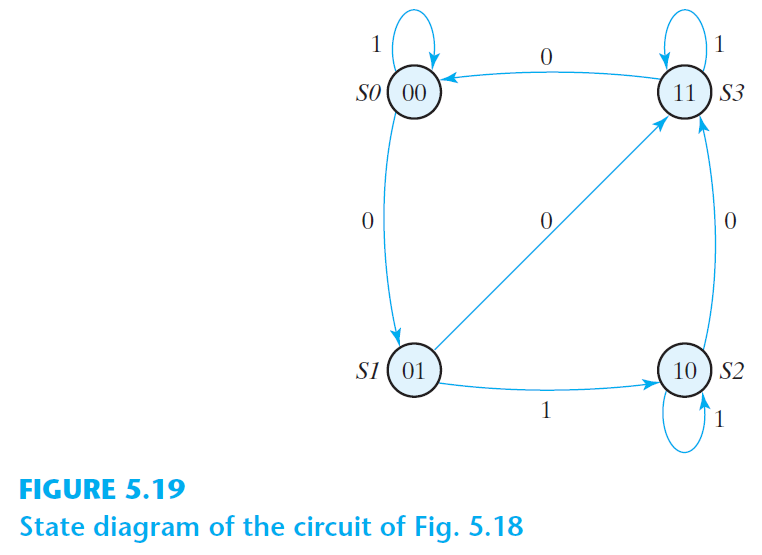 1 0 1
S0 00 11 S3
0 0 0
S1 01 10 S2
1 1
FIGURE 5.19
State diagram of the circuit of Fig. 5.18